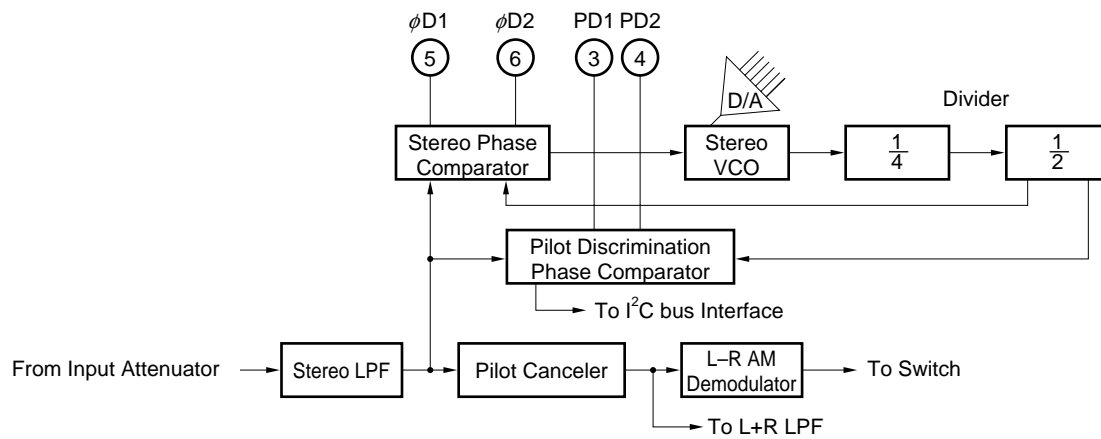 φD1 φD2 PD1 PD2
5 6 3 4
D/A
Divider
Stereo Phase
Comparator
Stereo
VCO
1
4
1
2
Pilot Discrimination
Phase Comparator
To I²C bus Interface
From Input Attenuator
Stereo LPF
Pilot Canceler
L–R AM
Demodulator
To Switch
To L+R LPF